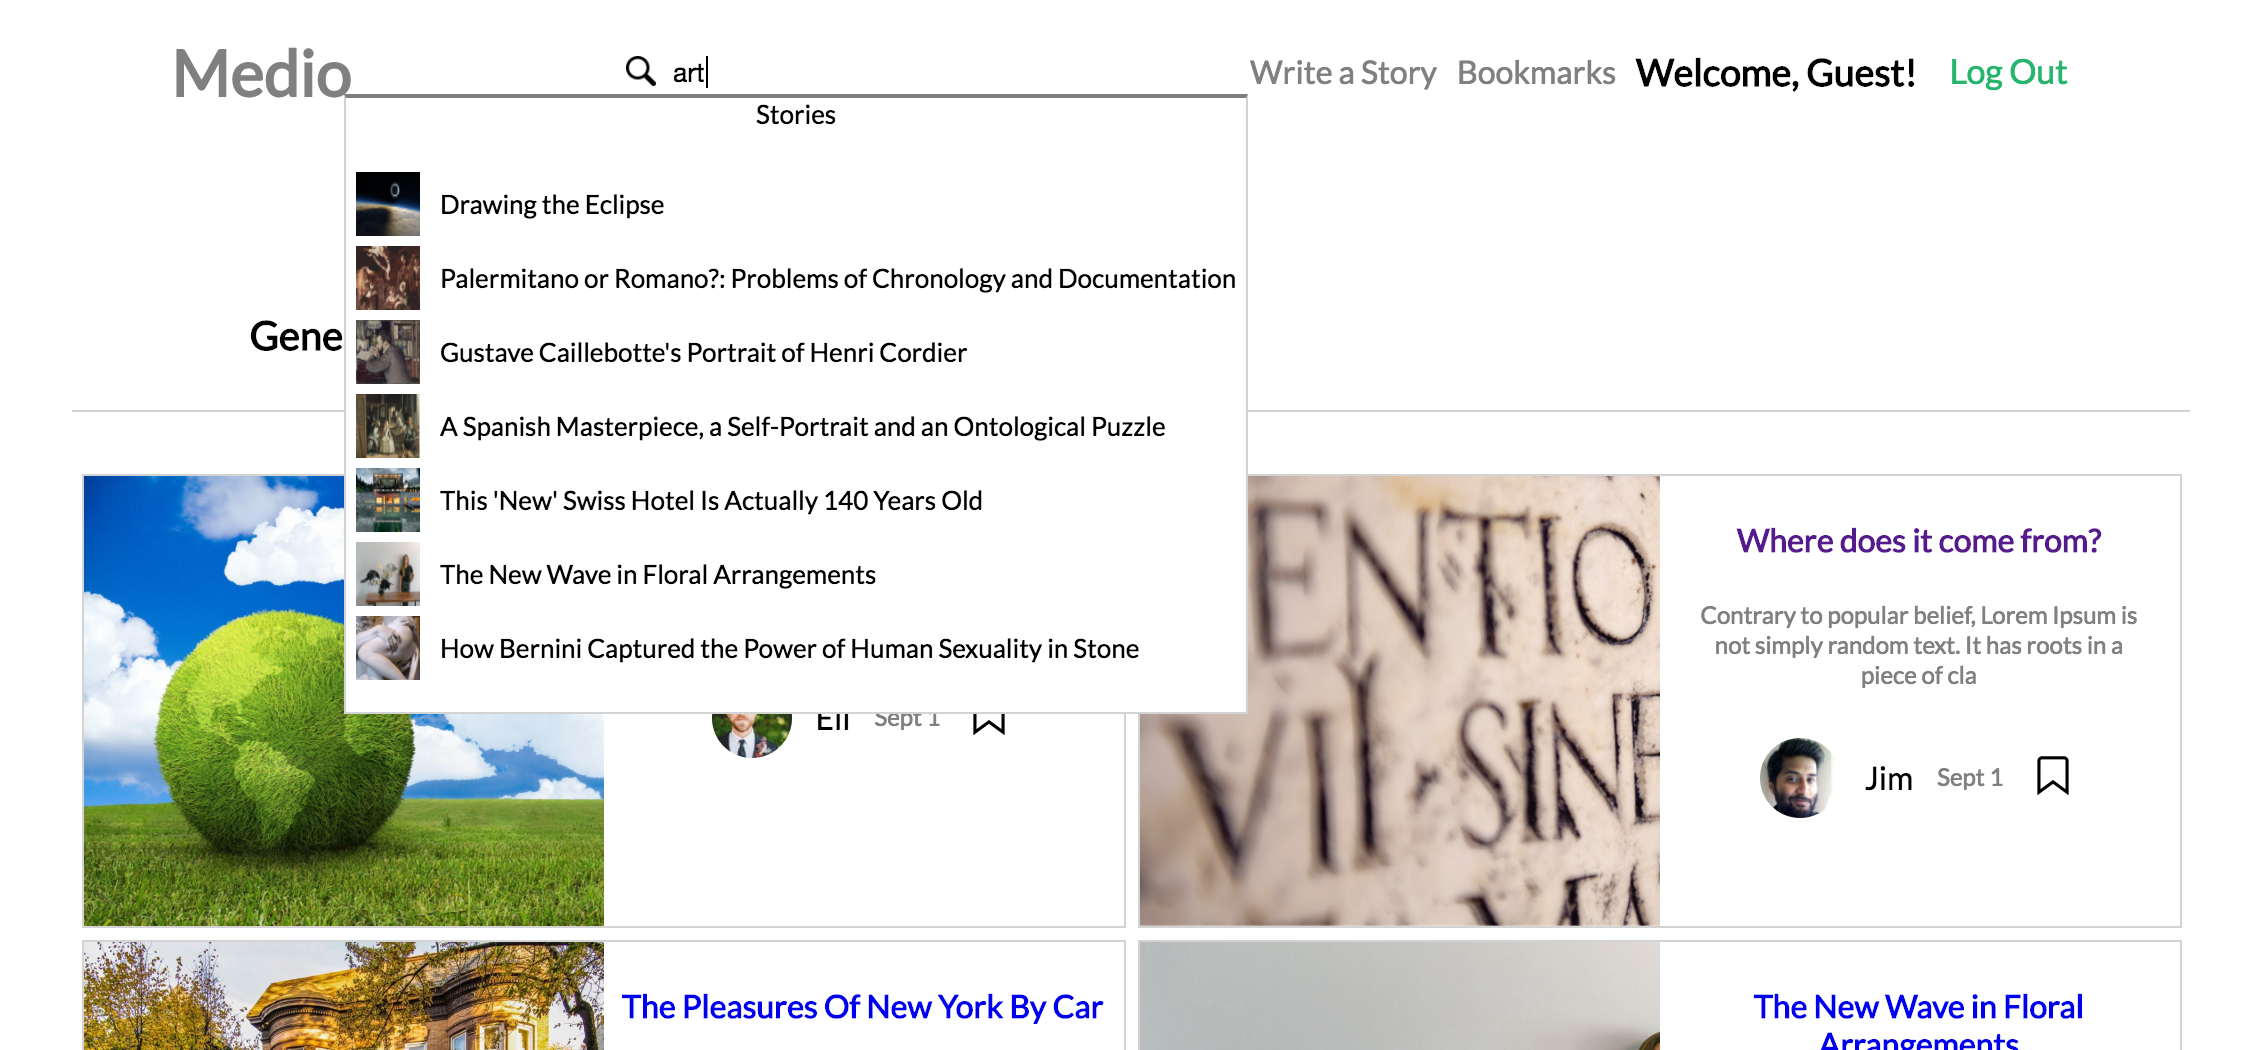 Medio
art
Write a Story Bookmarks Welcome, Guest! Log Out
Stories
Drawing the Eclipse
Palermitano or Romano?: Problems of Chronology and Documentation
Gustave Caillebotte's Portrait of Henri Cordier
A Spanish Masterpiece, a Self-Portrait and an Ontological Puzzle
This 'New' Swiss Hotel Is Actually 140 Years Old
The New Wave in Floral Arrangements
How Bernini Captured the Power of Human Sexuality in Stone
Gene
Sept 1
ENTIO
VII · SINE
Where does it come from?
Contrary to popular belief, Lorem Ipsum is
not simply random text. It has roots in a
piece of cla
Jim Sept 1
The Pleasures Of New York By Car
The New Wave in Floral
Arrangements